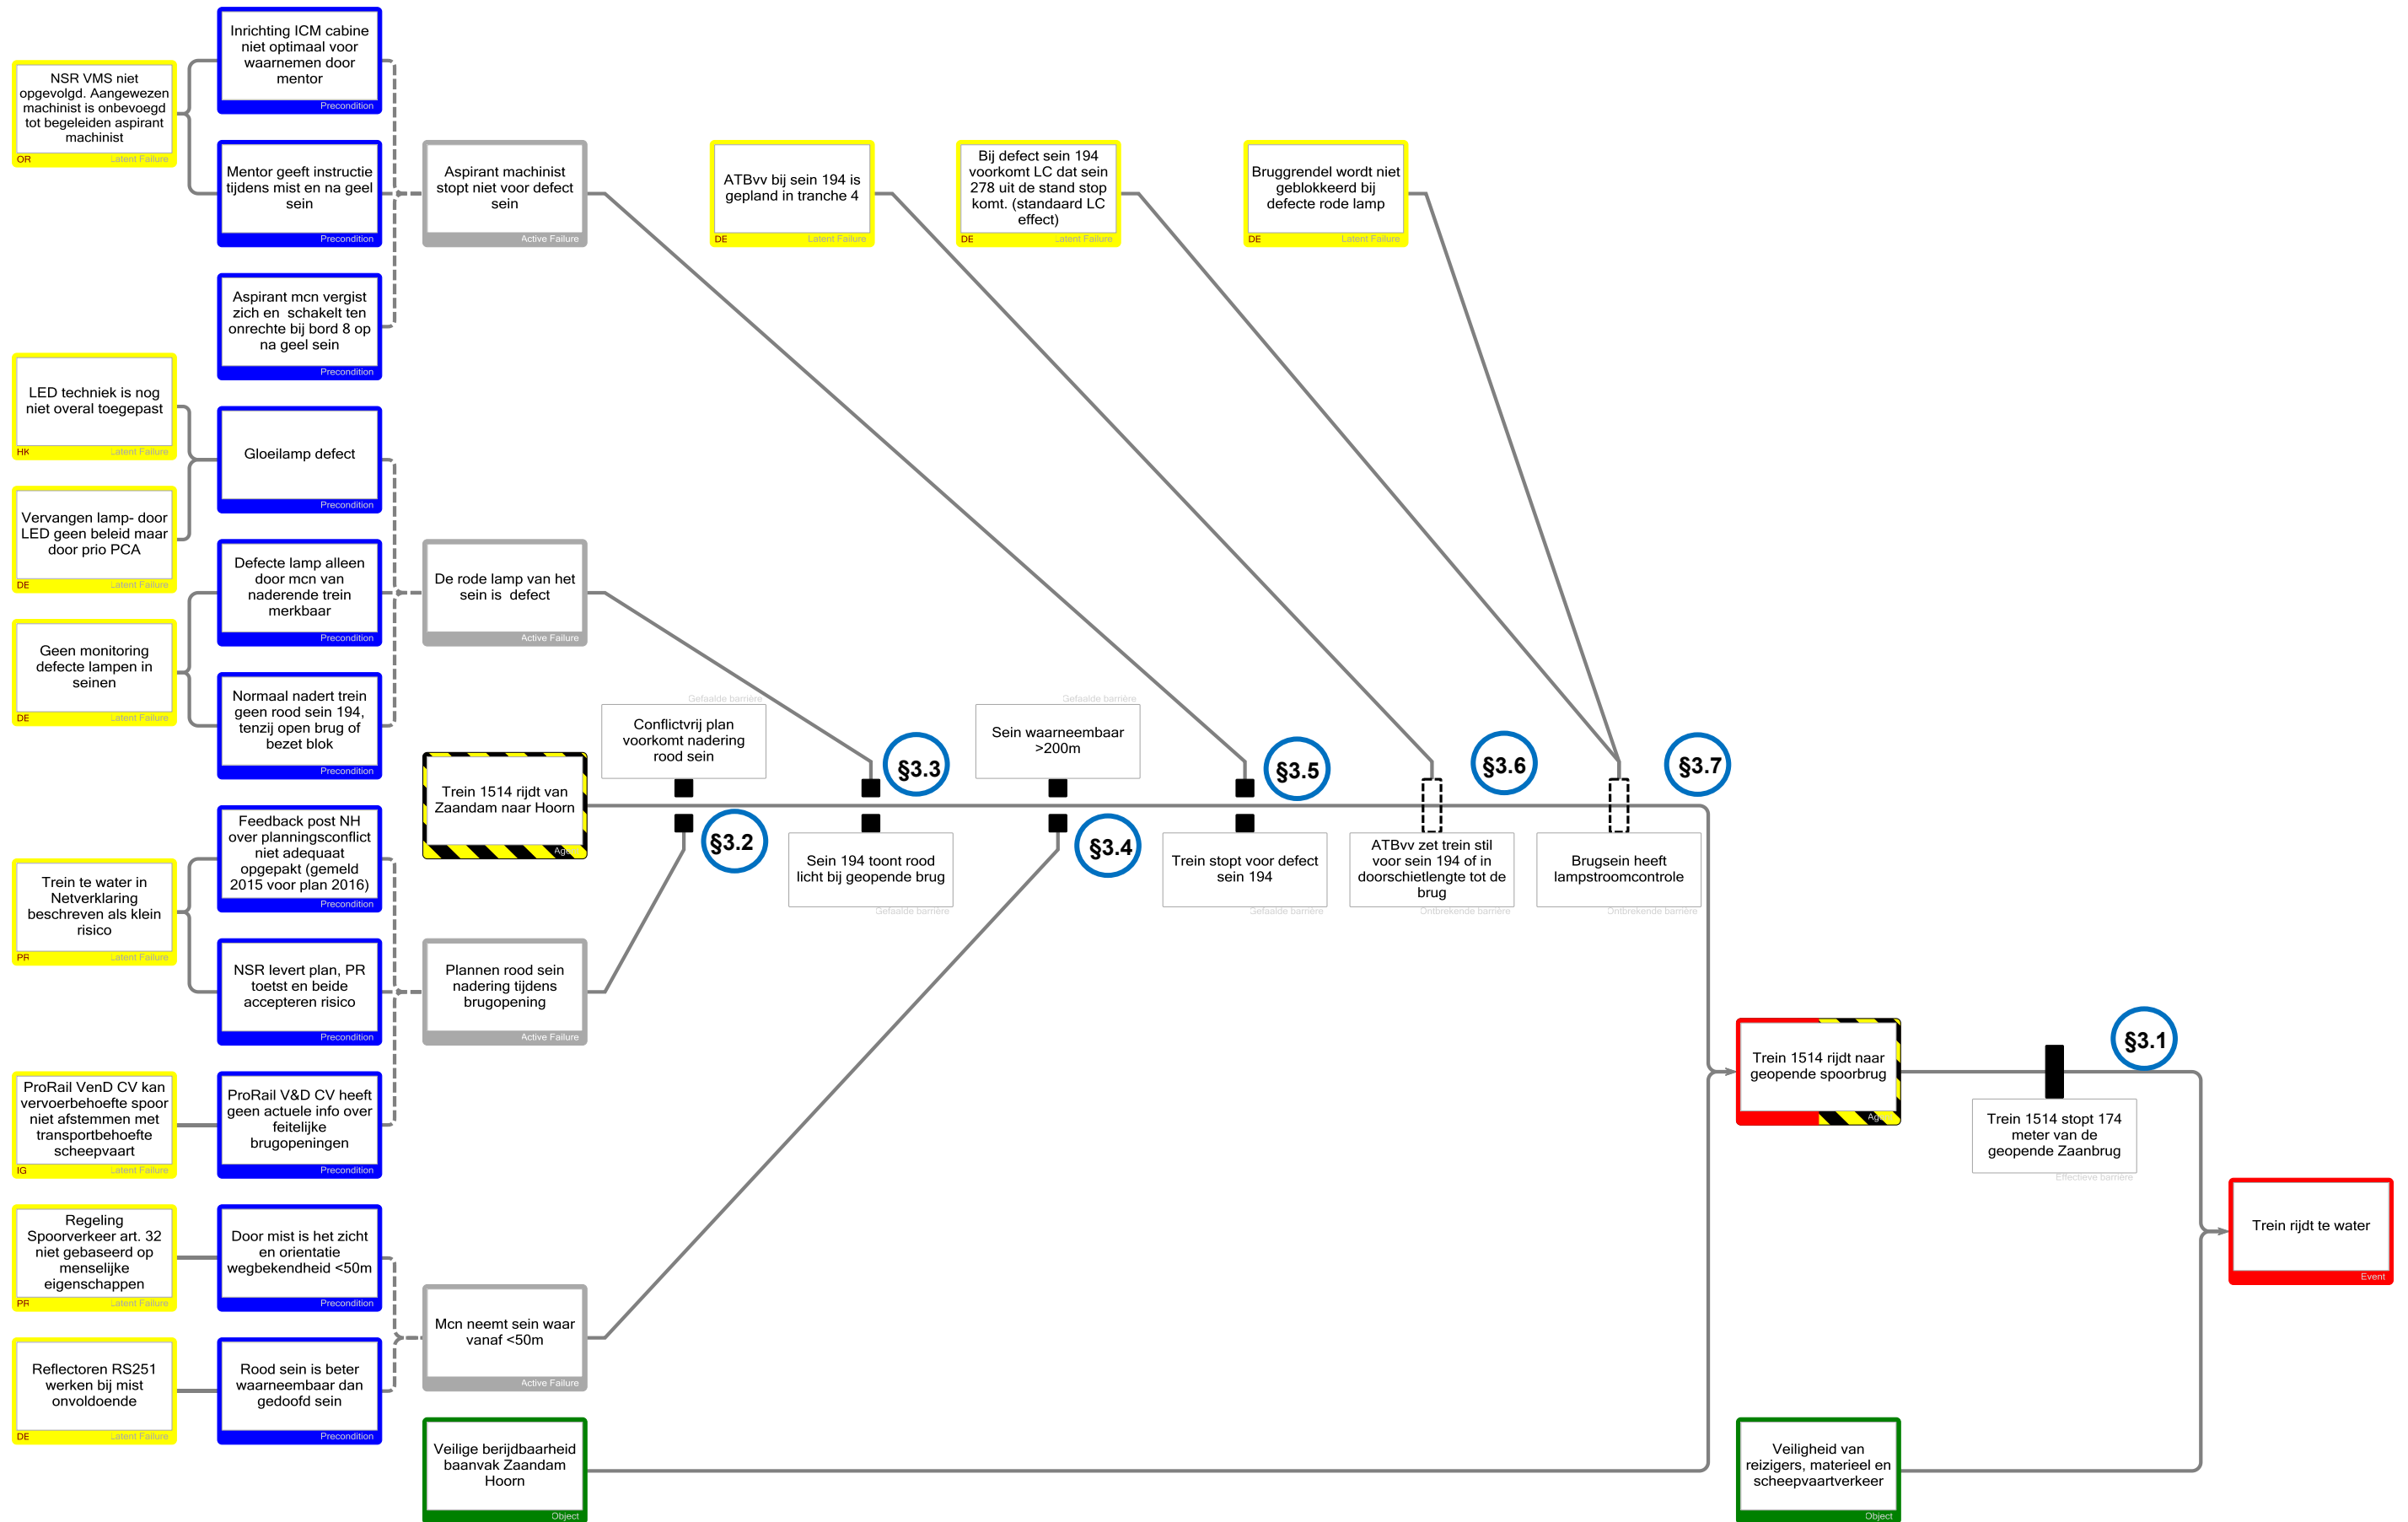 Inrichting ICM cabine
niet optimaal voor
waarnemen door
mentor
Precondition
NSR VMS niet
opgevolgd. Aangewezen
machinist is onbevoegd
tot begeleiden aspirant
machinist
OR
Latent Failure
Mentor geeft instructie
tijdens mist en na geel
sein
Precondition
Aspirant machinist
stopt niet voor defect
sein
Active Failure
ATBvv bij sein 194 is
gepland in tranche 4
DE
Latent Failure
Bij defect sein 194
voorkomt LC dat sein
278 uit de stand stop
komt. (standaard LC
effect)
DE
Latent Failure
Bruggrendel wordt niet
geblokkeerd bij
defecte rode lamp
DE
Latent Failure
Aspirant mcn vergist
zich en schakelt ten
onrechte bij bord 8 op
na geel sein
Precondition
LED techniek is nog
niet overal toegepast
HK
Latent Failure
Gloeilamp defect
Precondition
Vervangen lamp- door
LED geen beleid maar
door prio PCA
DE
Latent Failure
Defecte lamp alleen
door mcn van
naderende trein
merkbaar
Precondition
De rode lamp van het
sein is defect
Active Failure
Geen monitoring
defecte lampen in
seinen
DE
Latent Failure
Normaal nadert trein
geen rood sein 194,
tenzij open brug of
bezet blok
Precondition
Gefaalde barrière
Conflictvrij plan
voorkomt nadering
rood sein
Gefaalde barrière
Sein waarneembaar
>200m
§3.3
§3.5
§3.6
§3.7
Trein 1514 rijdt van
Zaandam naar Hoorn
§3.2
§3.4
Sein 194 toont rood
licht bij geopende brug
Gefaalde barrière
Trein stopt voor defect
sein 194
Gefaalde barrière
ATBvv zet trein stil
voor sein 194 of in
doorschietlengte tot de
brug
Ontbrekende barrière
Brugsein heeft
lampstroomcontrole
Ontbrekende barrière
Feedback post NH
over planningsconflict
niet adequaat
opgepakt (gemeld
2015 voor plan 2016)
Precondition
Trein te water in
Netverklaring
beschreven als klein
risico
PR
Latent Failure
NSR levert plan, PR
toetst en beide
accepteren risico
Precondition
Plannen rood sein
nadering tijdens
brugopening
Active Failure
ProRail VenD CV kan
vervoerbehoefte spoor
niet afstemmen met
transportbehoefte
scheepvaart
IG
Latent Failure
ProRail V&D CV heeft
geen actuele info over
feitelijke
brugopeningen
Precondition
Trein 1514 rijdt naar
geopende spoorbrug
§3.1
Trein 1514 stopt 174
meter van de
geopende Zaanbrug
Effectieve barrière
Trein rijdt te water
Event
Regeling
Spoorverkeer art. 32
niet gebaseerd op
menselijke
eigenschappen
PR
Latent Failure
Door mist is het zicht
en orientatie
wegbekendheid <50m
Precondition
Mcn neemt sein waar
vanaf <50m
Active Failure
Reflectoren RS251
werken bij mist
onvoldoende
DE
Latent Failure
Rood sein is beter
waarneembaar dan
gedoofd sein
Precondition
Veilige berijdbaarheid
baanvak Zaandam
Hoorn
Object
Veiligheid van
reizigers, materieel en
scheepvaartverkeer
Object